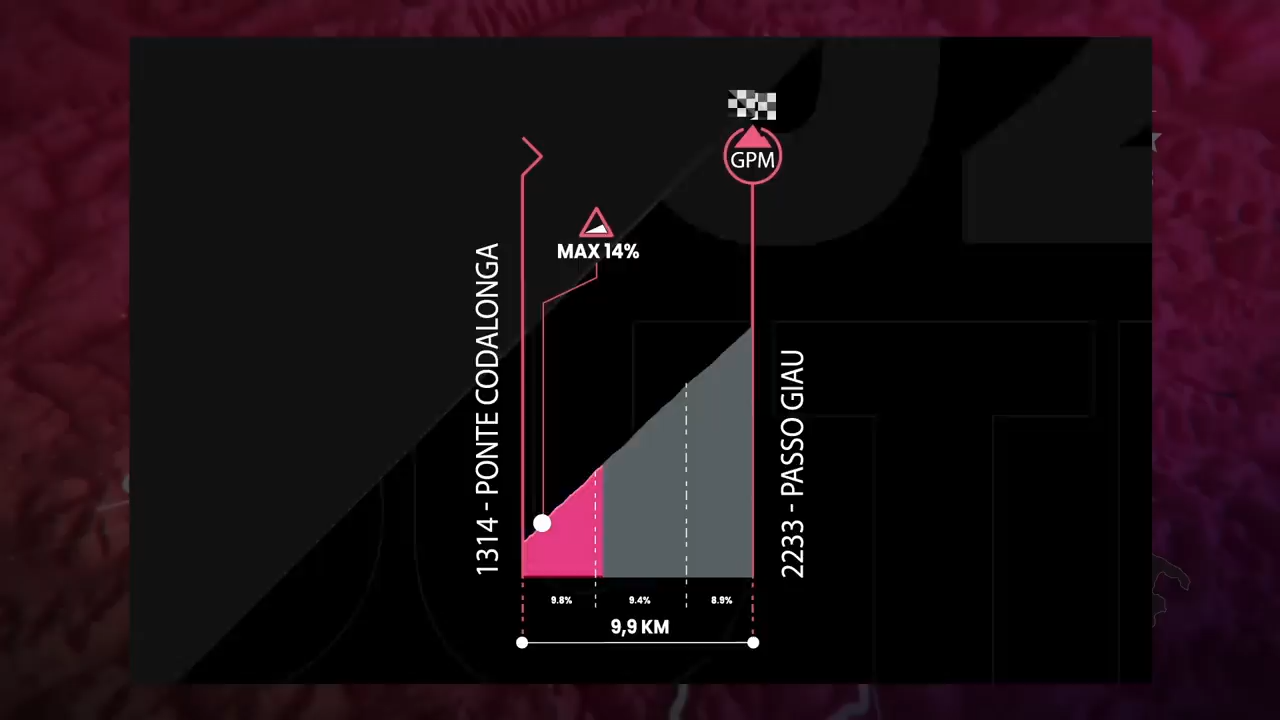 GPM
MAX 14%
1314 - PONTE CODALONGA
2233 - PASSO GIAU
9.8%
9.4%
8.9%
9,9 KM